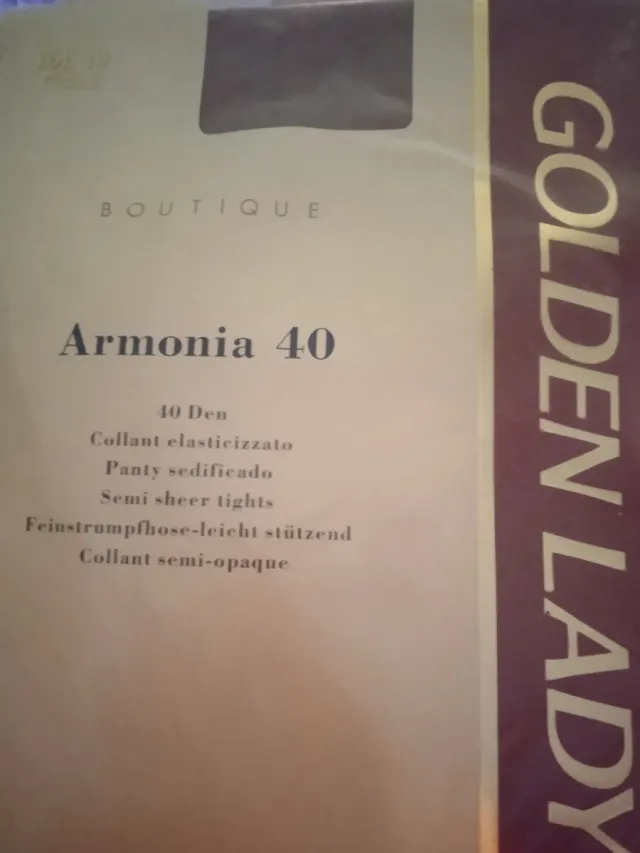 BOUTIQUE
Armonia 40
40 Den
Collant elasticizzato
Panty sedificado
Semi sheer tights
Feinstrumpfhose-leicht stützend
Collant semi-opaque
GOLDEN LADY